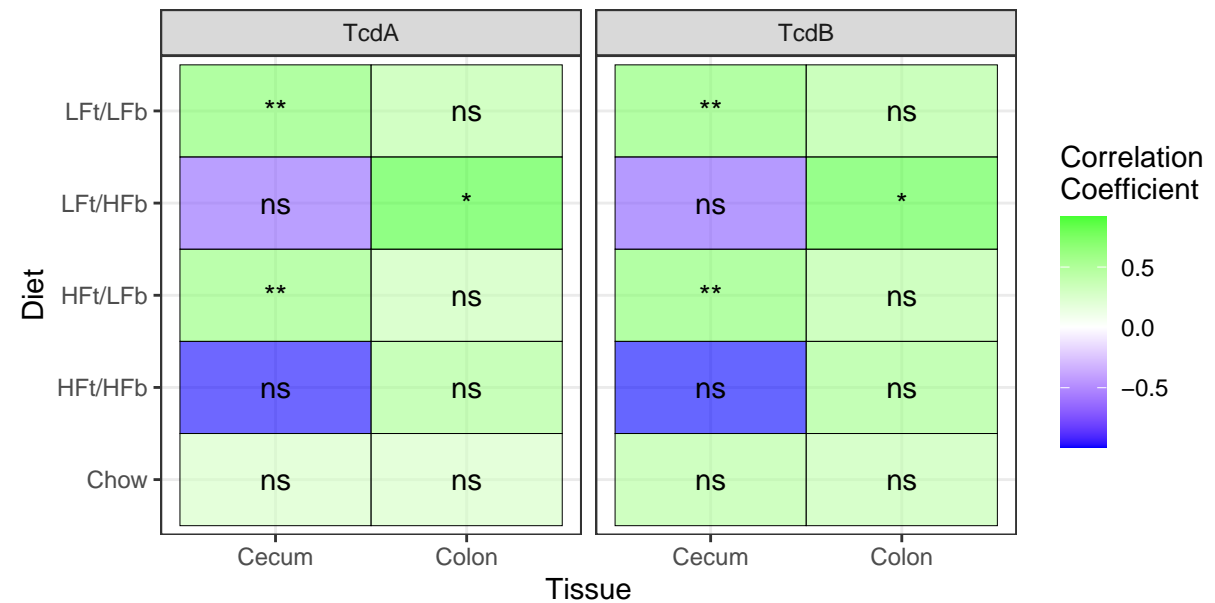 TcdA TcdB
LFt/LFb ** ns ** ns
LFt/HFb ns * ns *
HFt/LFb ** ns ** ns
HFt/HFb ns ns ns ns
Chow ns ns ns ns
Cecum Colon Cecum Colon
Tissue
Diet
Correlation
Coefficient
0.5
0.0
−0.5